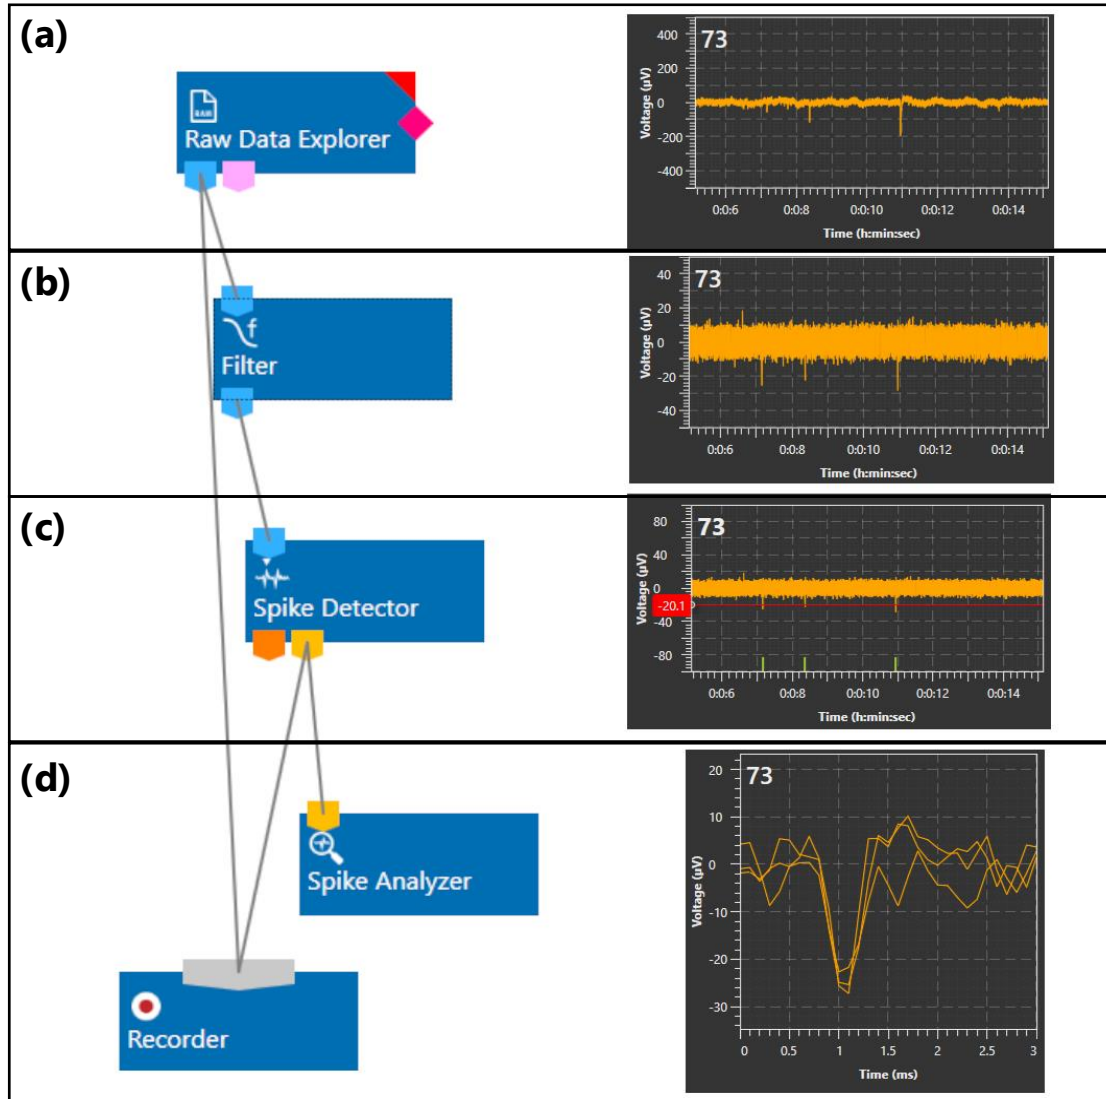 (a)
RAW
Raw Data Explorer
73
Voltage (µV)
400
200
0
-200
-400
0:0:6 0:0:8 0:0:10 0:0:12 0:0:14
Time (h:min:sec)
(b)
f
Filter
73
Voltage (µV)
40
20
0
-20
-40
0:0:6 0:0:8 0:0:10 0:0:12 0:0:14
Time (h:min:sec)
(c)
Spike Detector
73
Voltage (µV)
80
40
0
-20.1
-40
-80
0:0:6 0:0:8 0:0:10 0:0:12 0:0:14
Time (h:min:sec)
(d)
Spike Analyzer
Recorder
73
Voltage (µV)
20
10
0
-10
-20
-30
0 0.5 1 1.5 2 2.5 3
Time (ms)